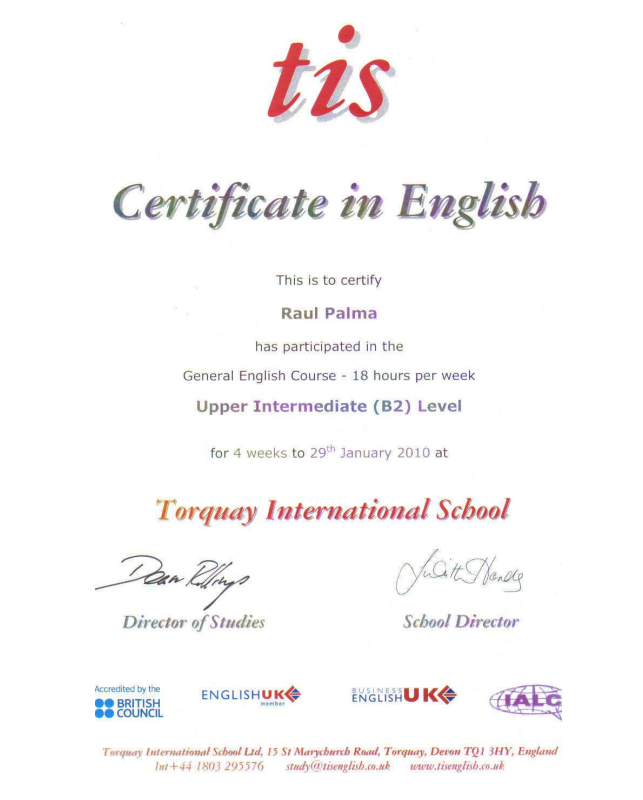 tis
Certificate in English
This is to certify
Raul Palma
has participated in the
General English Course - 18 hours per week
Upper Intermediate (B2) Level
for 4 weeks to 29th January 2010 at
Torquay International School
Director of Studies
School Director
Accredited by the
BRITISH
COUNCIL
ENGLISHUK
member
BUSINESS
ENGLISHUK
IALC
Torquay International School Ltd, 15 St Marychurch Road, Torquay, Devon TQ1 3HY, England
Int+44 1803 295576 study@tisenglish.co.uk www.tisenglish.co.uk